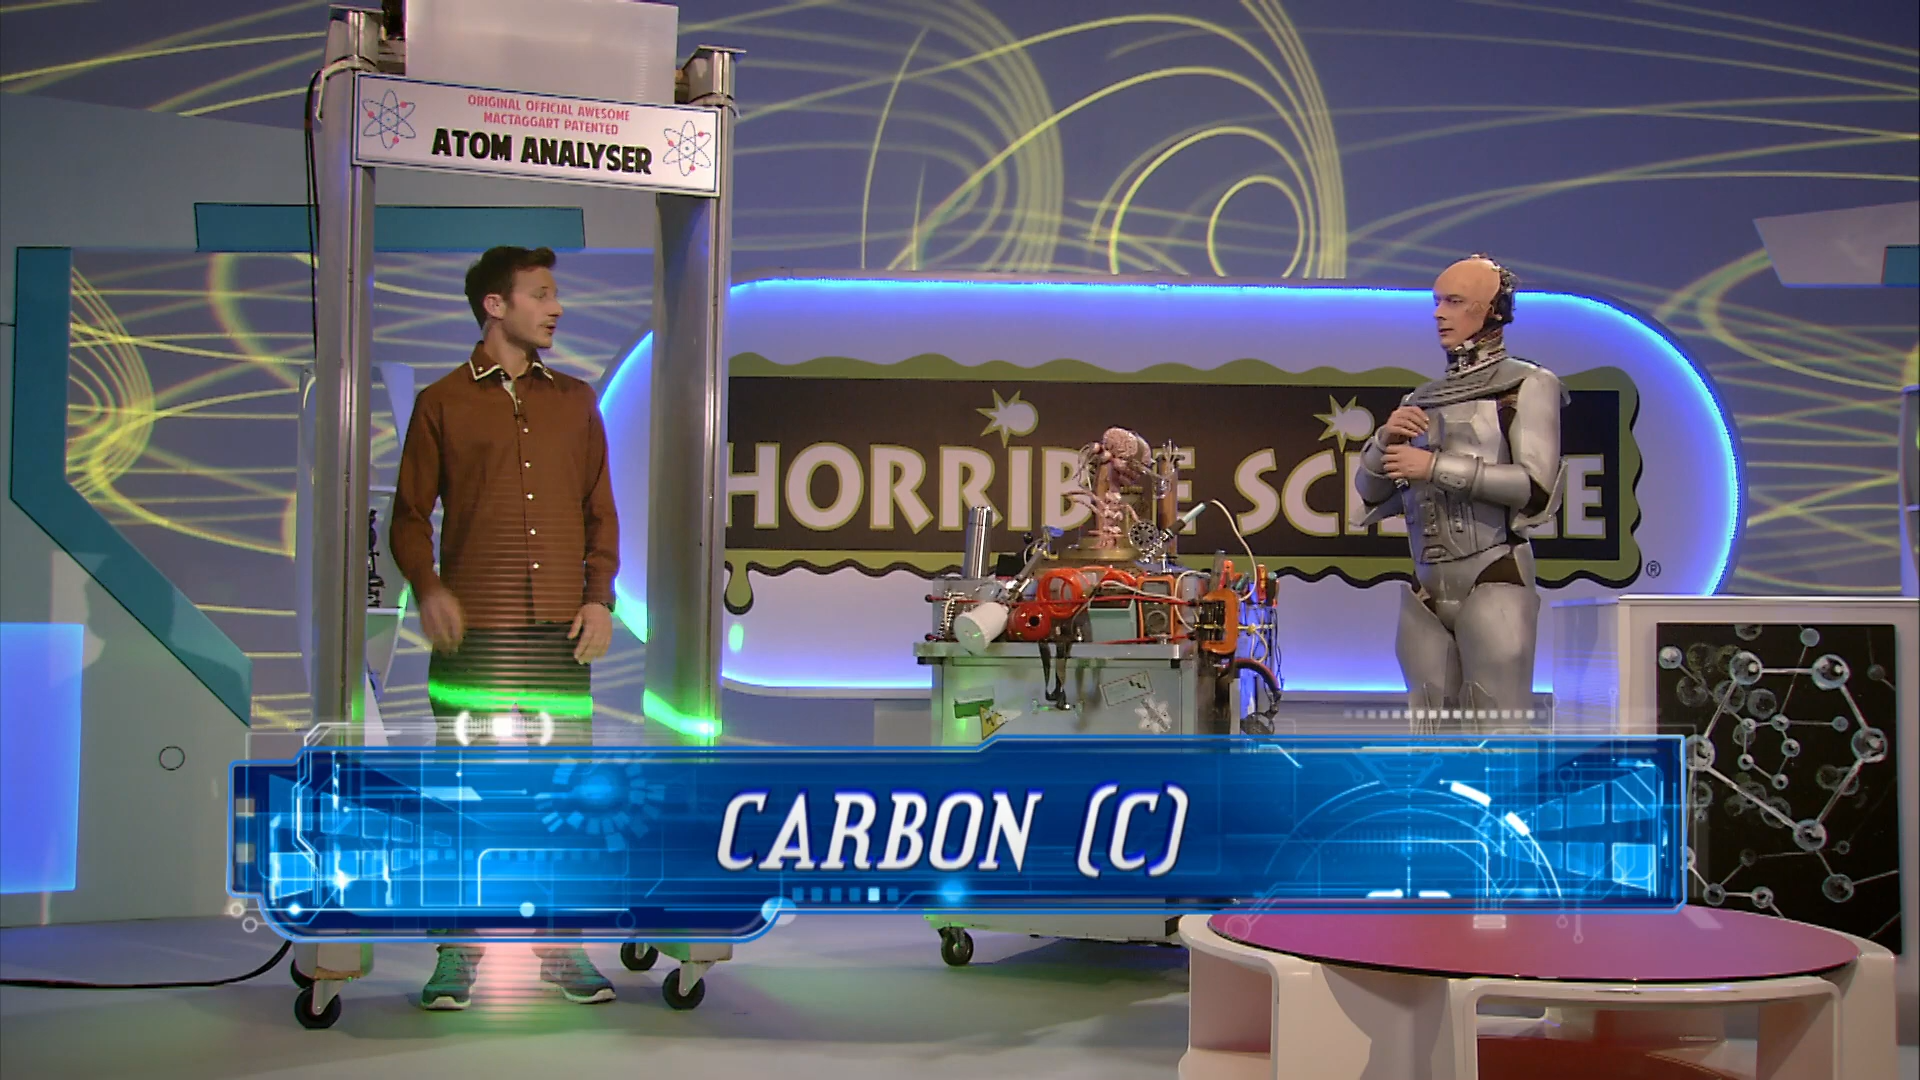 ORIGINAL OFFICIAL AWESOME
MACTAGGART PATENTED
ATOM ANALYSER
HORRIBLE SCIENCE
®
CARBON (C)